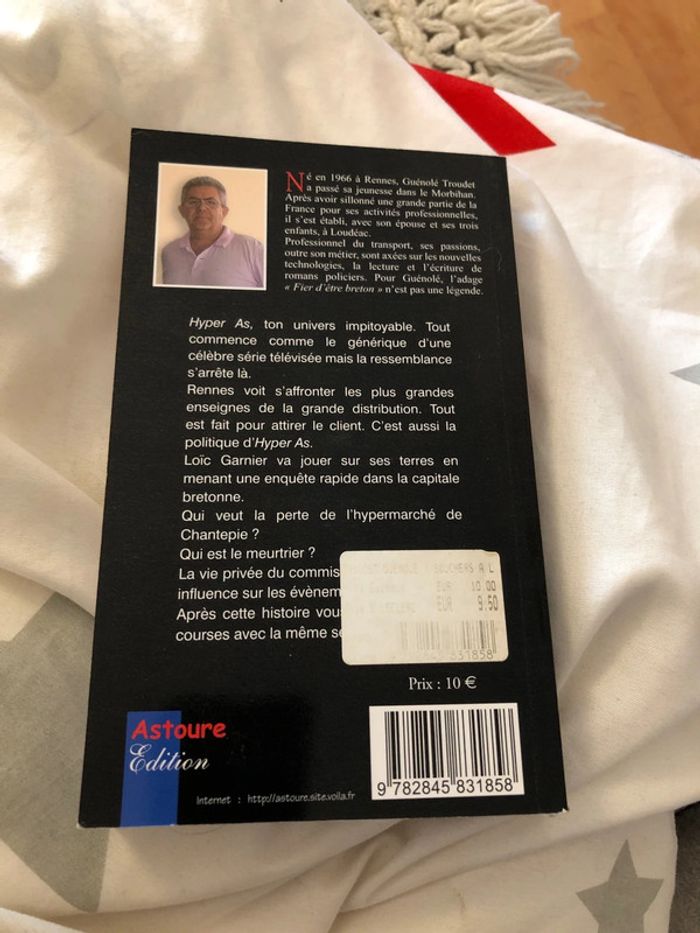 Né en 1966 à Rennes, Guénolé Troudet
a passé sa jeunesse dans le Morbihan.
Après avoir sillonné une grande partie de la
France pour ses activités professionnelles,
il s'est établi, avec son épouse et ses trois
enfants, à Loudéac.
Professionnel du transport, ses passions,
outre son métier, sont axées sur les nouvelles
technologies, la lecture et l'écriture de
romans policiers. Pour Guénolé, l'adage
« Fier d'être breton » n'est pas une légende.
Hyper As, ton univers impitoyable. Tout
commence comme le générique d'une
célèbre série télévisée mais la ressemblance
s'arrête là.
Rennes voit s'affronter les plus grandes
enseignes de la grande distribution. Tout
est fait pour attirer le client. C'est aussi la
politique d'Hyper As.
Loïc Garnier va jouer sur ses terres en
menant une enquête rapide dans la capitale
bretonne.
Qui veut la perte de l'hypermarché de
Chantepie ?
Qui est le meurtrier ?
La vie privée du commis
influence sur les évènem
Après cette histoire vou
courses avec la même s
GUENOLE
EUR 10.00
EUR 9.50
831858
Prix : 10 €
Astoure
Edition
Internet : http://astoure.site.voila.fr
9 782845 831858